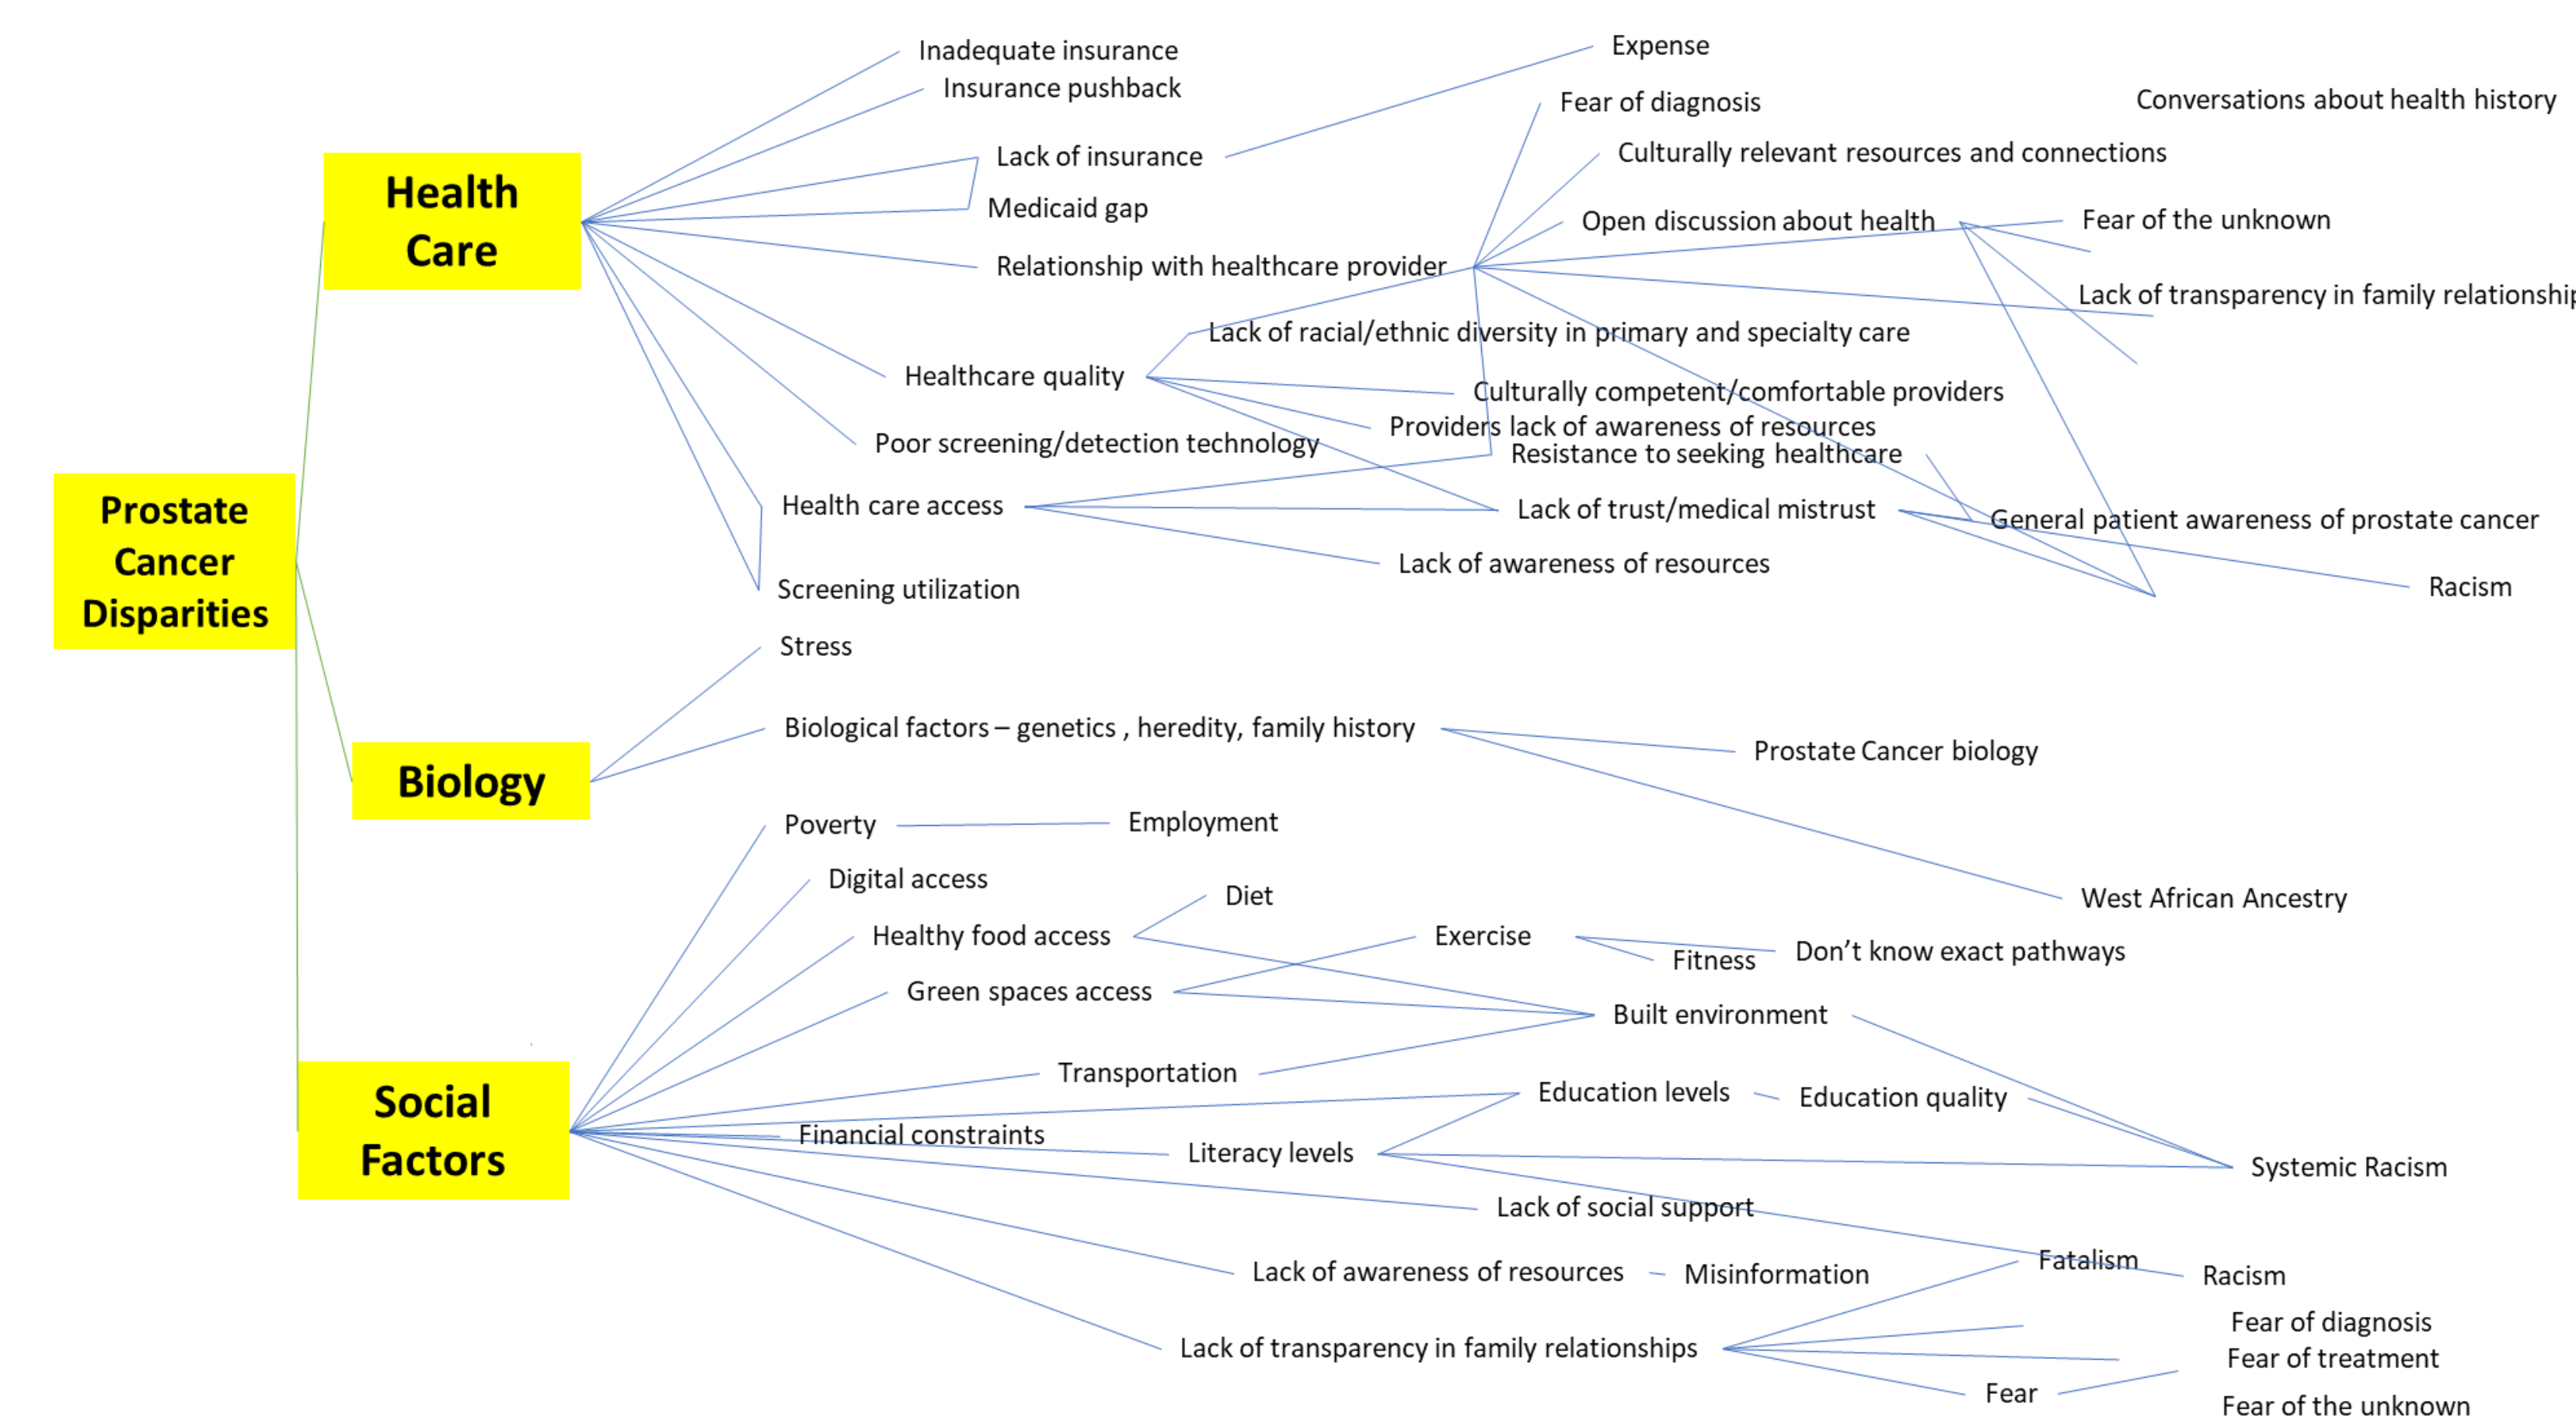 Inadequate insurance
Expense
Insurance pushback
Fear of diagnosis
Conversations about health history
Health
Care
Lack of insurance
Culturally relevant resources and connections
Medicaid gap
Open discussion about health
Fear of the unknown
Relationship with healthcare provider
Lack of transparency in family relationship
Lack of racial/ethnic diversity in primary and specialty care
Healthcare quality
Culturally competent/comfortable providers
Providers lack of awareness of resources
Poor screening/detection technology
Resistance to seeking healthcare
Prostate
Cancer
Disparities
Health care access
Lack of trust/medical mistrust
General patient awareness of prostate cancer
Lack of awareness of resources
Racism
Screening utilization
Stress
Biological factors – genetics , heredity, family history
Prostate Cancer biology
Biology
Poverty
Employment
Digital access
Diet
West African Ancestry
Healthy food access
Exercise
Don't know exact pathways
Fitness
Green spaces access
Built environment
Transportation
Social
Factors
Education levels
Education quality
Financial constraints
Literacy levels
Systemic Racism
Lack of social support
Fatalism
Lack of awareness of resources
Misinformation
Racism
Fear of diagnosis
Lack of transparency in family relationships
Fear of treatment
Fear
Fear of the unknown